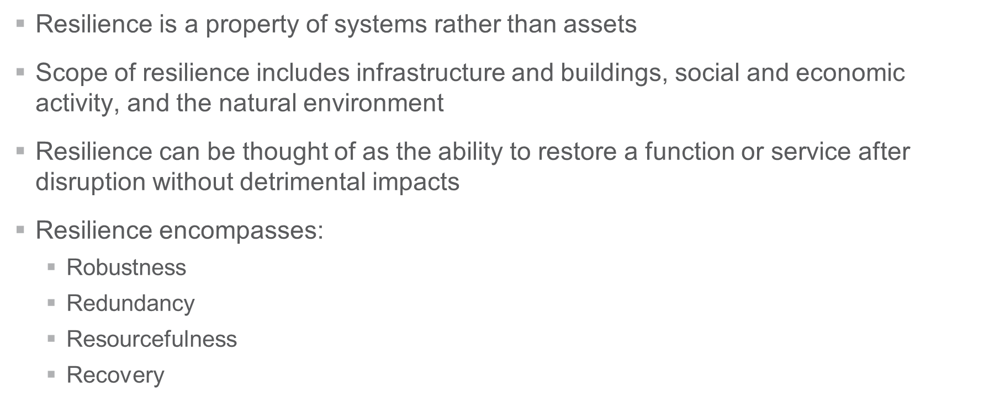 ▪ Resilience is a property of systems rather than assets
▪ Scope of resilience includes infrastructure and buildings, social and economic
activity, and the natural environment
▪ Resilience can be thought of as the ability to restore a function or service after
disruption without detrimental impacts
▪ Resilience encompasses:
▪ Robustness
▪ Redundancy
▪ Resourcefulness
▪ Recovery